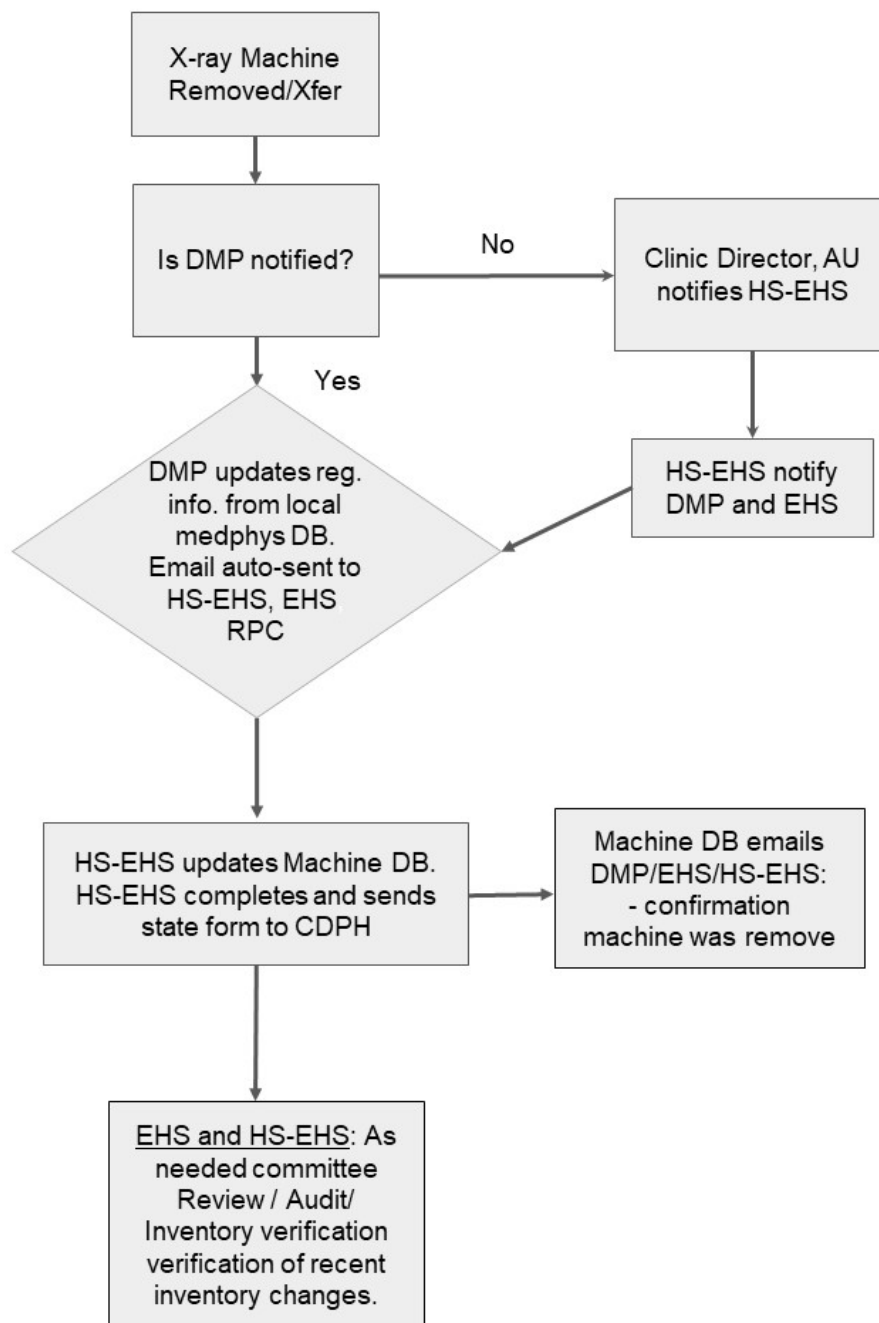 X-ray Machine
Removed/Xfer
Is DMP notified?
No
Clinic Director, AU
notifies HS-EHS
Yes
HS-EHS notify
DMP and EHS
DMP updates reg.
info. from local
medphys DB.
Email auto-sent to
HS-EHS, EHS,
RPC
HS-EHS updates Machine DB.
HS-EHS completes and sends
state form to CDPH
Machine DB emails
DMP/EHS/HS-EHS:
- confirmation
machine was remove
EHS and HS-EHS: As
needed committee
Review / Audit/
Inventory verification
verification of recent
inventory changes.